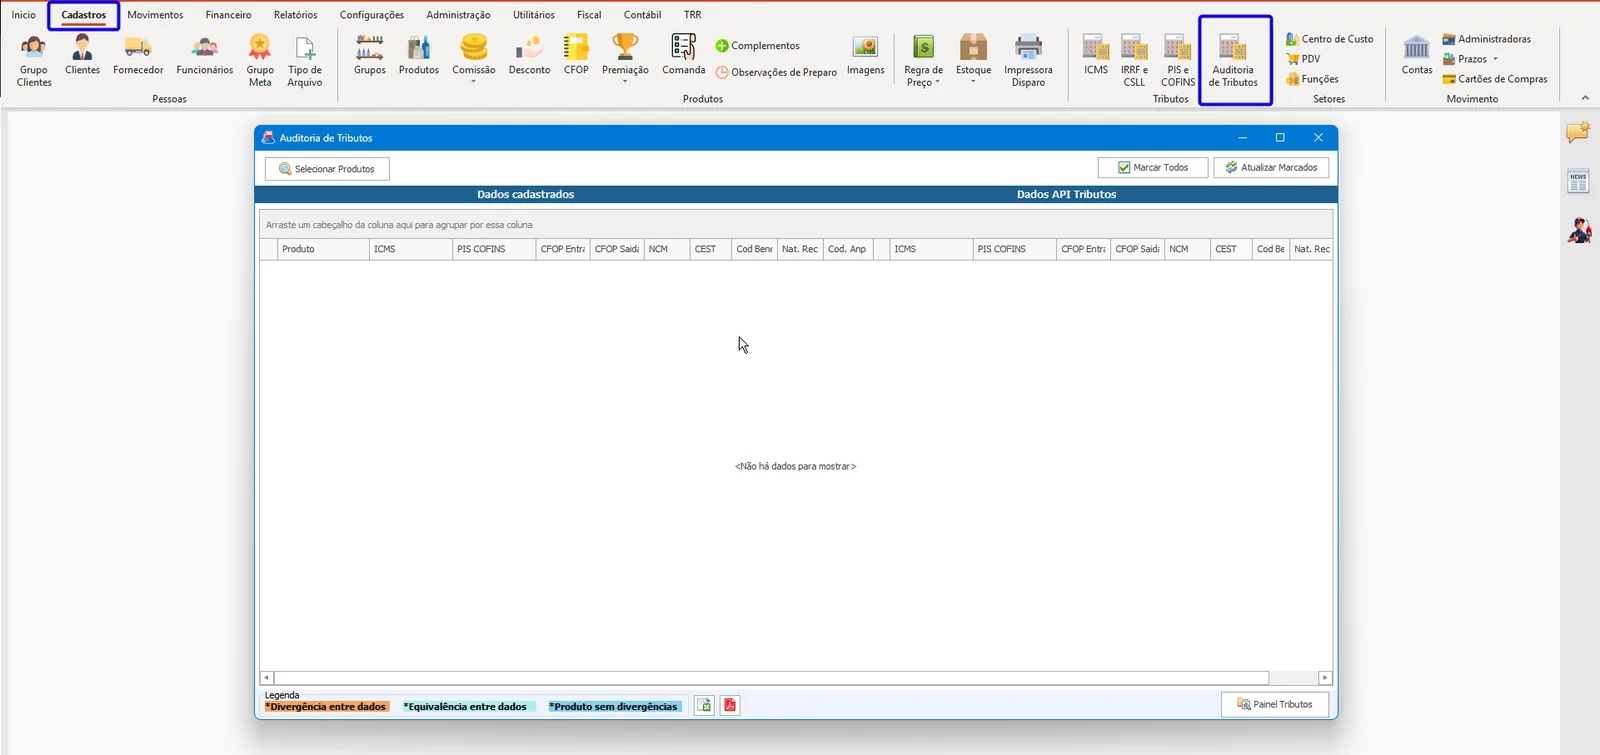 Inicio Cadastros Movimentos Financeiro Relatórios Configurações Administração Utilitários Fiscal Contábil TRR
Grupo Clientes
Clientes
Fornecedor
Funcionários
Grupo Meta
Tipo de Arquivo
Pessoas
Grupos
Produtos
Comissão
Desconto
CFOP
Premiação
Comanda
Complementos
Observações de Preparo
Imagens
Produtos
Regra de Preço
Estoque
Impressora Disparo
ICMS
IRRF e CSLL
PIS e COFINS
Auditoria de Tributos
Tributos
Centro de Custo
PDV
Funções
Setores
Contas
Administradoras
Prazos
Cartões de Compras
Movimento
NEWS
Auditoria de Tributos
Selecionar Produtos
Marcar Todos
Atualizar Marcados
Dados cadastrados
Dados API Tributos
Arraste um cabeçalho da coluna aqui para agrupar por essa coluna
Produto ICMS PIS COFINS CFOP Entra CFOP Saida NCM CEST Cod Bene Nat. Rec Cod. Anp ICMS PIS COFINS CFOP Entra CFOP Saida NCM CEST Cod Be Nat. Rec
<Não há dados para mostrar>
Legenda
*Divergência entre dados *Equivalência entre dados *Produto sem divergências
Painel Tributos